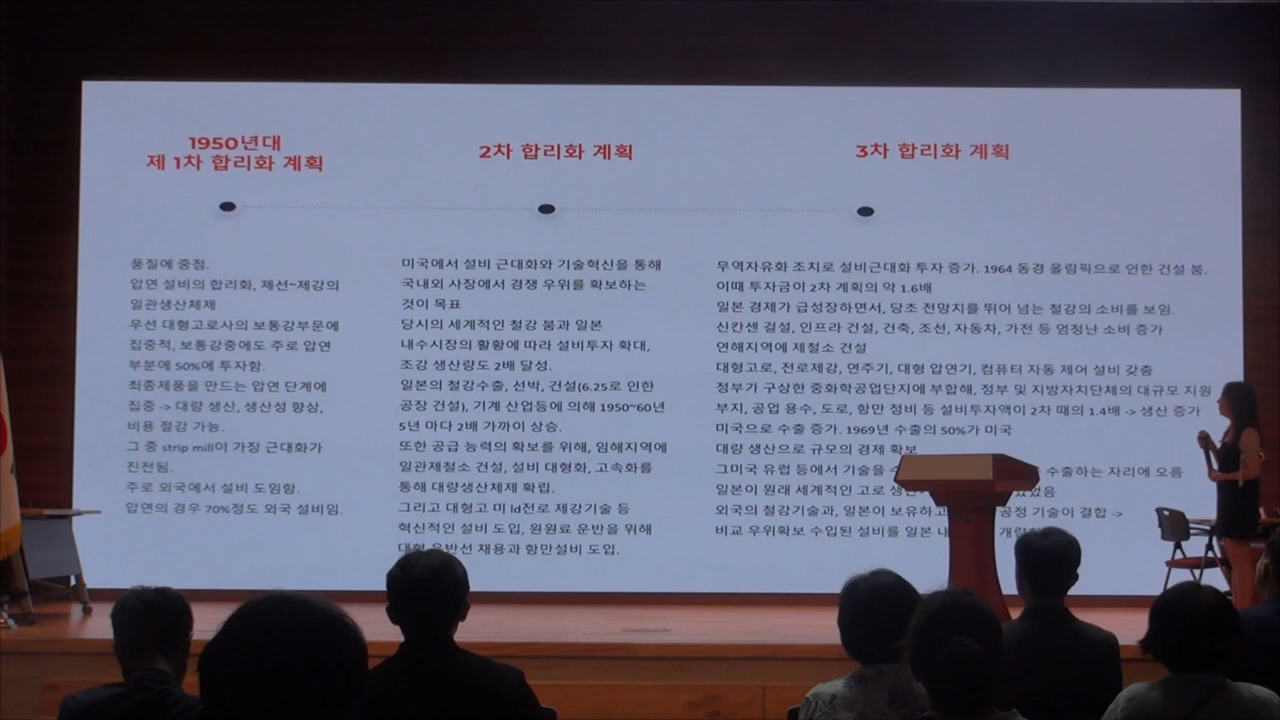 1950년대
제 1차 합리화 계획
품질에 중점.
압연 설비의 합리화, 제선~제강의
일관생산체제
우선 대형고로사의 보통강부문에
집중적, 보통강중에도 주로 압연
부분에 50%에 투자함.
최종제품을 만드는 압연 단계에
집중 -> 대량 생산, 생산성 향상,
비용 절감 가능.
그 중 strip mill이 가장 근대화가
진전됨.
주로 외국에서 설비 도임함.
압연의 경우 70%정도 외국 설비임.
2차 합리화 계획
미국에서 설비 근대화와 기술혁신을 통해
국내외 사장에서 경쟁 우위를 확보하는
것이 목표
당시의 세계적인 철강 붐과 일본
내수시장의 활황에 따라 설비투자 확대,
조강 생산량도 2배 달성.
일본의 철강수출, 선박, 건설(6.25로 인한
공장 건설), 기계 산업등에 의해 1950~60년
5년 마다 2배 가까이 상승.
또한 공급 능력의 확보를 위해, 임해지역에
일관제철소 건설, 설비 대형화, 고속화를
통해 대량생산체제 확립.
그리고 대형고 미 ld전로 제강기술 등
혁신적인 설비 도입, 원원료 운반을 위해
대형 운반선 채용과 항만설비 도입.
3차 합리화 계획
무역자유화 조치로 설비근대화 투자 증가. 1964 동경 올림픽으로 인한 건설 붐.
이때 투자금이 2차 계획의 약 1.6배
일본 경제가 급성장하면서, 당초 전망치를 뛰어 넘는 철강의 소비를 보임.
신칸센 걸설, 인프라 건설, 건축, 조선, 자동차, 가전 등 엄정난 소비 증가
연해지역에 제철소 건설
대형고로, 전로제강, 연주기, 대형 압연기, 컴퓨터 자동 제어 설비 갖춤
정부가 구상한 중화학공업단지에 부합해, 정부 및 지방자치단체의 대규모 지원
부지, 공업 용수, 도로, 항만 정비 등 설비투자액이 2차 때의 1.4배 -> 생산 증가
미국으로 수출 증가. 1969년 수출의 50%가 미국
대량 생산으로 규모의 경제 확보
그미국 유럽 등에서 기술을 수출하는 자리에 오름
일본이 원래 세계적인 고로
외국의 철강기술과, 일본이 보유하고 공정 기술이 결합 ->
비교 우위확보 수입된 설비를 일본